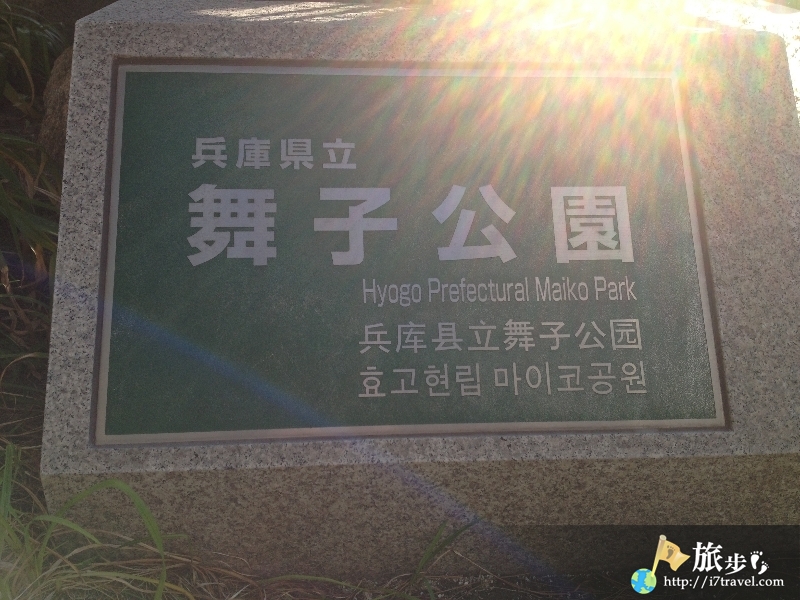 兵庫県立
舞子公園
Hyogo Prefectural Maiko Park
兵库县立舞子公园
효고현립 마이코공원
旅步
http://i7travel.com